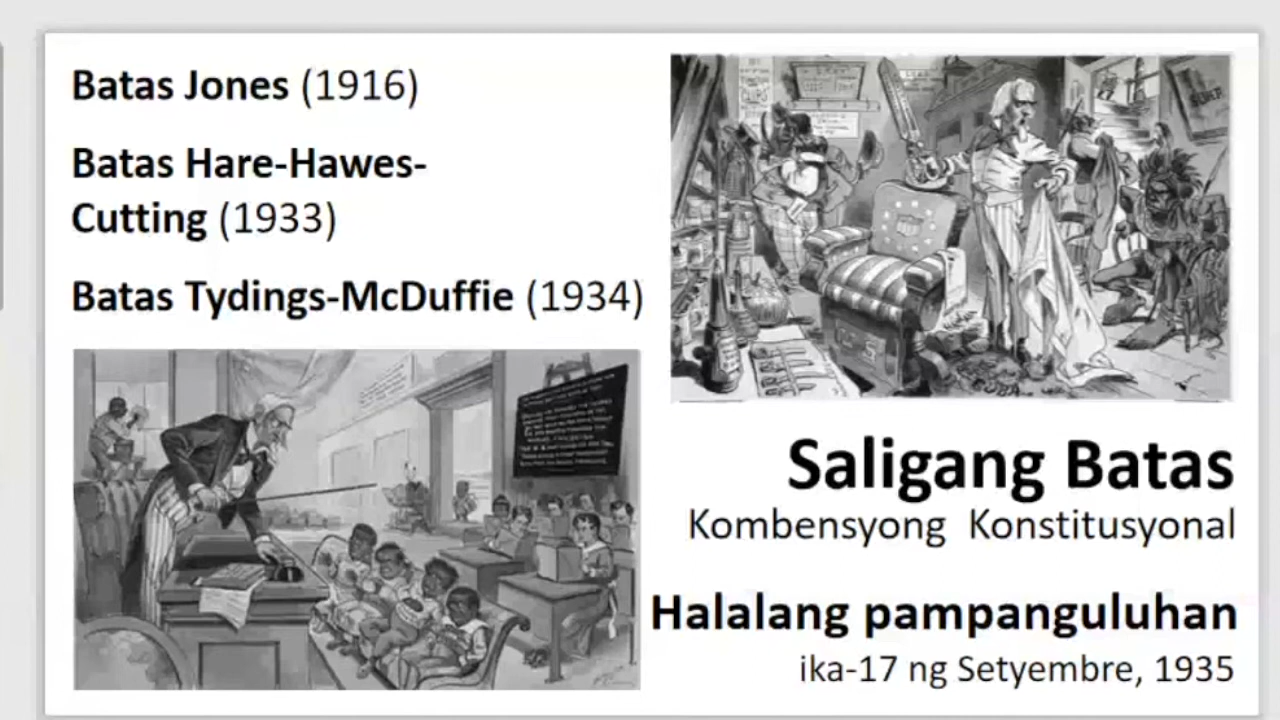 Batas Jones (1916)
Batas Hare-Hawes-
Cutting (1933)
Batas Tydings-McDuffie (1934)
Saligang Batas
Kombensyong Konstitusyonal
Halalang pampanguluhan
ika-17 ng Setyembre, 1935